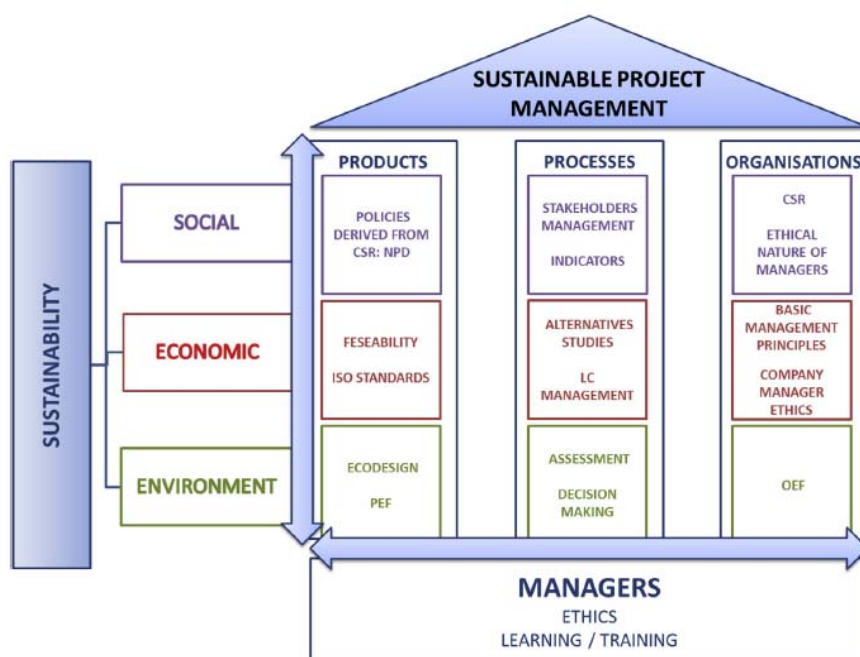 SUSTAINABLE PROJECT
MANAGEMENT
SUSTAINABILITY
SOCIAL
ECONOMIC
ENVIRONMENT
PRODUCTS
POLICIES
DERIVED FROM
CSR: NPD
FESEABILITY
ISO STANDARDS
ECODESIGN
PEF
PROCESSES
STAKEHOLDERS
MANAGEMENT
INDICATORS
ALTERNATIVES
STUDIES
LC
MANAGEMENT
ASSESSMENT
DECISION
MAKING
ORGANISATIONS
CSR
ETHICAL
NATURE OF
MANAGERS
BASIC
MANAGEMENT
PRINCIPLES
COMPANY
MANAGER
ETHICS
OEF
MANAGERS
ETHICS
LEARNING / TRAINING